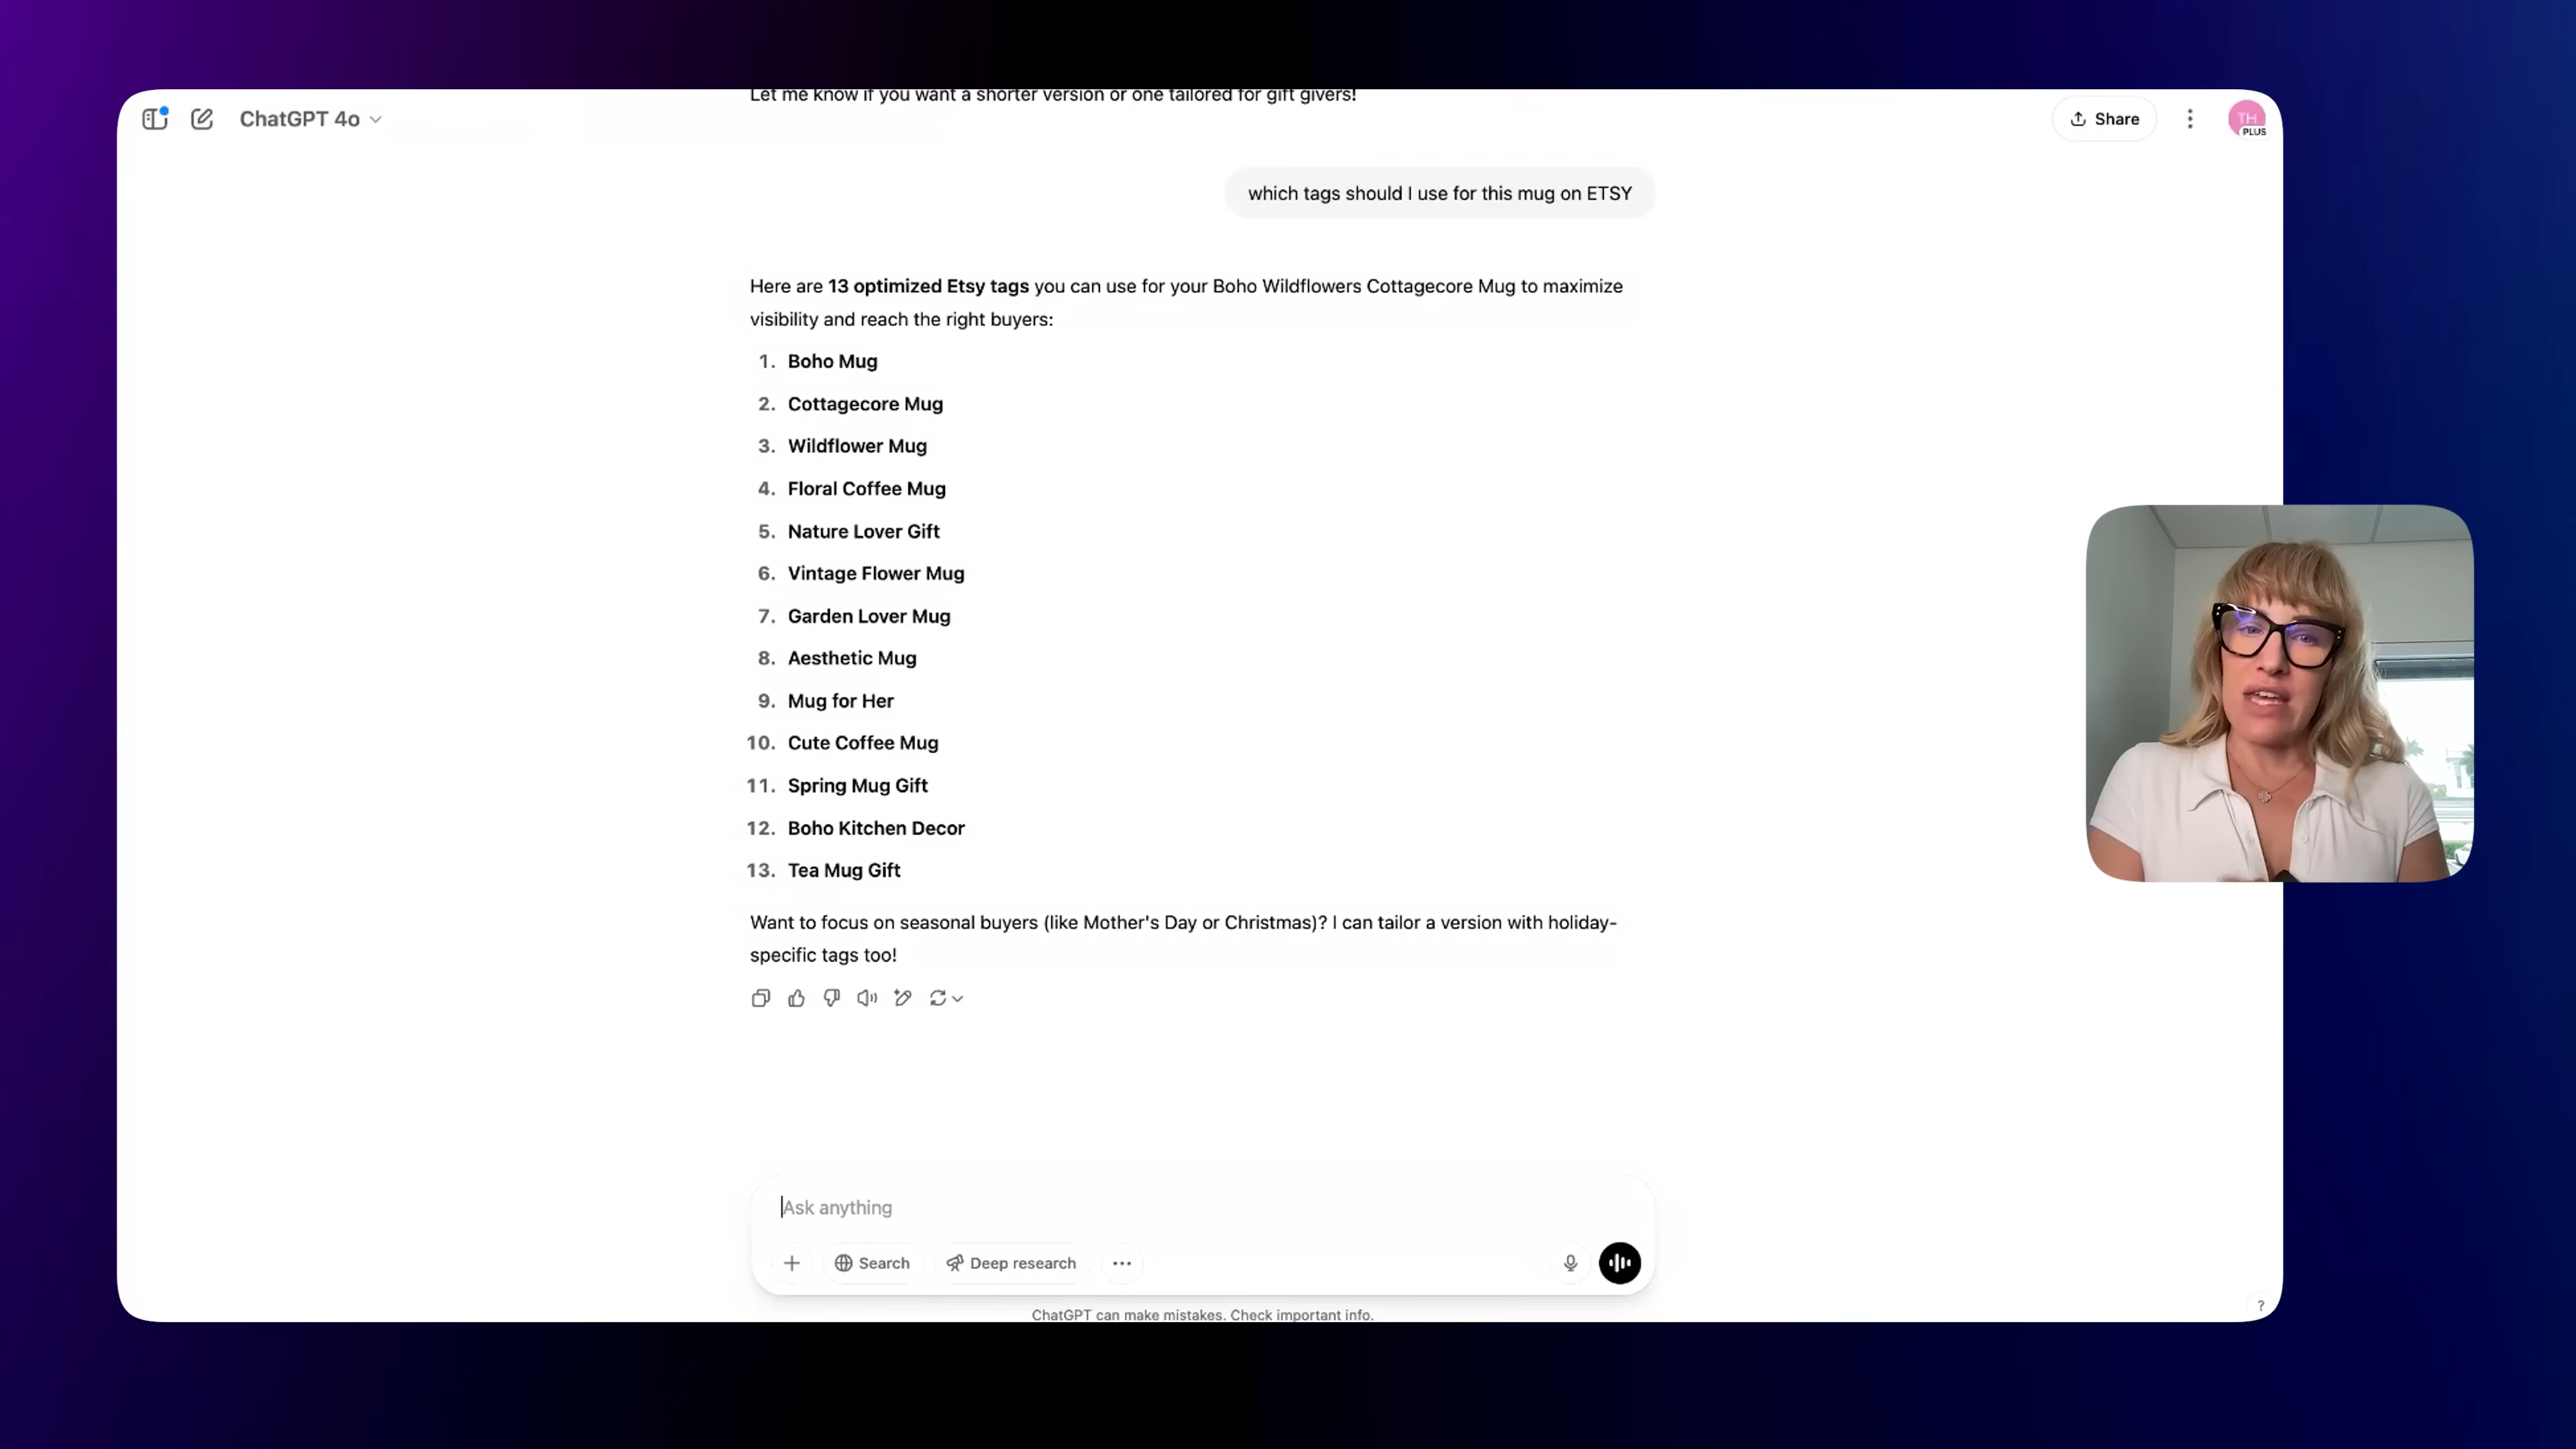 Let me know if you want a shorter version or one tailored for gift givers!
ChatGPT 4o
Share
TH
PLUS
which tags should I use for this mug on ETSY
Here are 13 optimized Etsy tags you can use for your Boho Wildflowers Cottagecore Mug to maximize
visibility and reach the right buyers:
1. Boho Mug
2. Cottagecore Mug
3. Wildflower Mug
4. Floral Coffee Mug
5. Nature Lover Gift
6. Vintage Flower Mug
7. Garden Lover Mug
8. Aesthetic Mug
9. Mug for Her
10. Cute Coffee Mug
11. Spring Mug Gift
12. Boho Kitchen Decor
13. Tea Mug Gift
Want to focus on seasonal buyers (like Mother's Day or Christmas)? I can tailor a version with holiday-
specific tags too!
Ask anything
Search
Deep research
ChatGPT can make mistakes. Check important info.
?